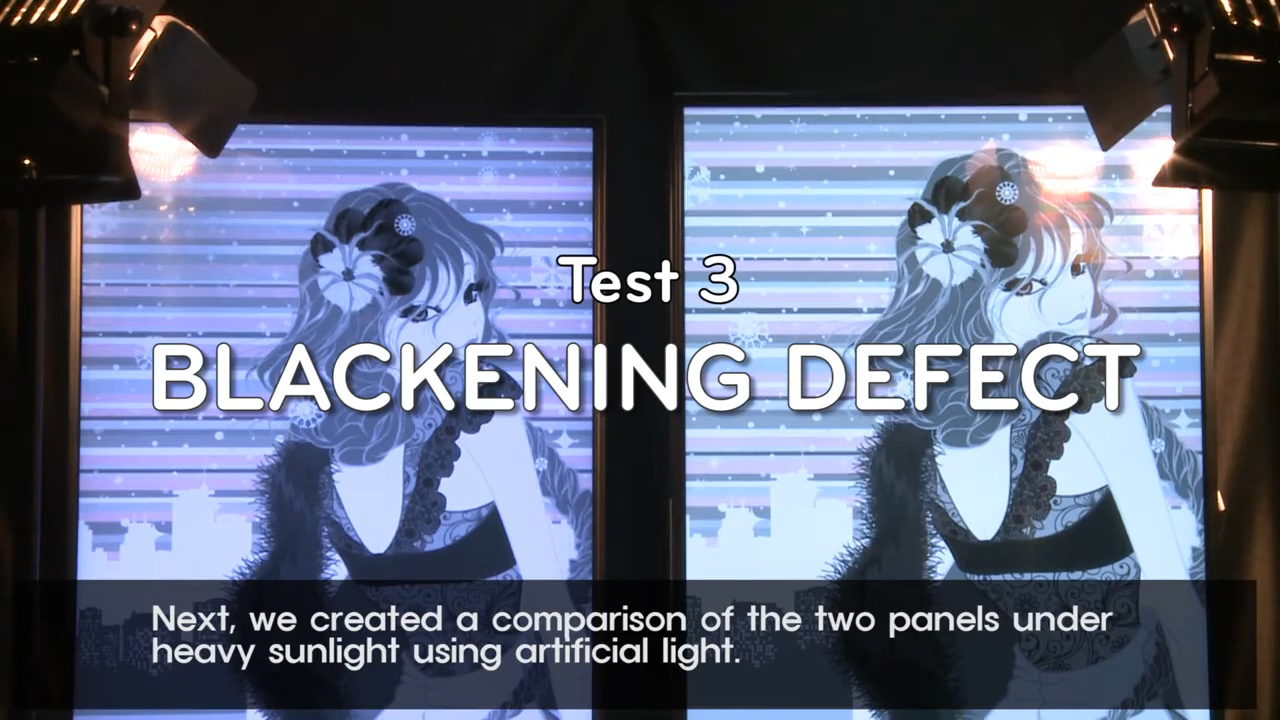 Test 3
BLACKENING DEFECT
Next, we created a comparison of the two panels under
heavy sunlight using artificial light.